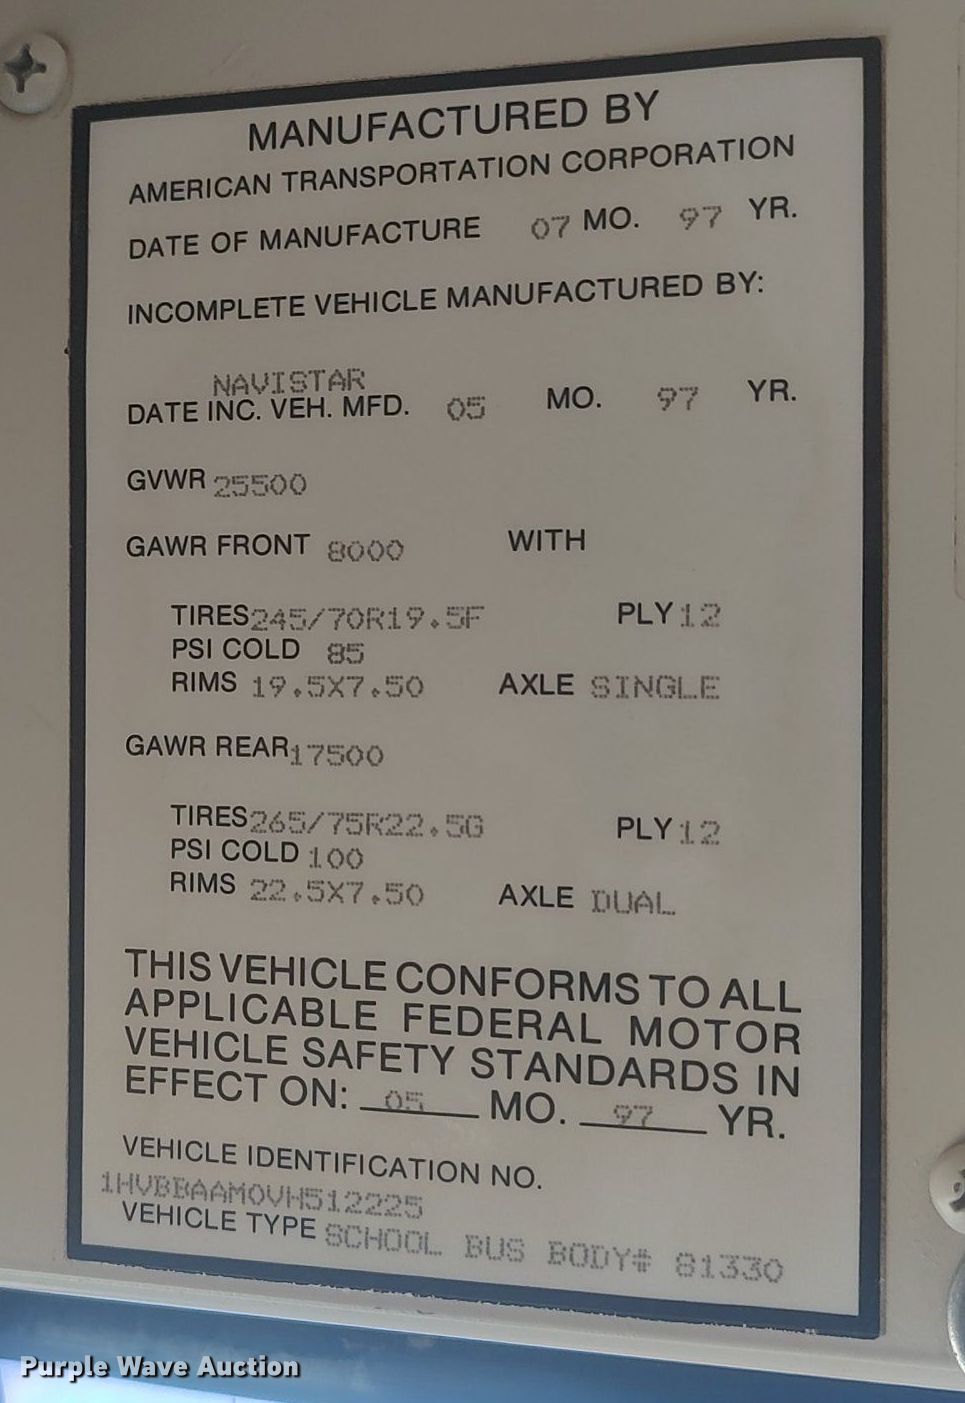 MANUFACTURED BY
AMERICAN TRANSPORTATION CORPORATION
DATE OF MANUFACTURE 07 MO. 97 YR.
INCOMPLETE VEHICLE MANUFACTURED BY:
NAVISTAR
DATE INC. VEH. MFD. 05 MO. 97 YR.
GVWR 25500
GAWR FRONT 8000 WITH
TIRES 245/70R19.5F PLY 12
PSI COLD 85
RIMS 19.5X7.50 AXLE SINGLE
GAWR REAR 17500
TIRES 265/75R22.5G PLY 12
PSI COLD 100
RIMS 22.5X7.50 AXLE DUAL
THIS VEHICLE CONFORMS TO ALL
APPLICABLE FEDERAL MOTOR
VEHICLE SAFETY STANDARDS IN
EFFECT ON: 05 MO. 97 YR.
VEHICLE IDENTIFICATION NO.
1HVBBAAM0VH512225
VEHICLE TYPE SCHOOL BUS BODY# 81330
Purple Wave Auction